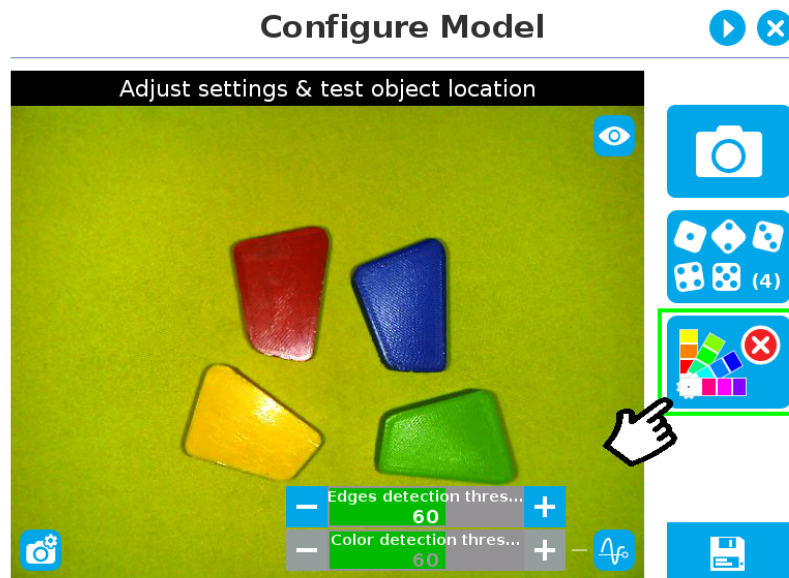 Configure Model
Adjust settings & test object location
(4)
Edges detection thres...
60
Color detection thres...
60